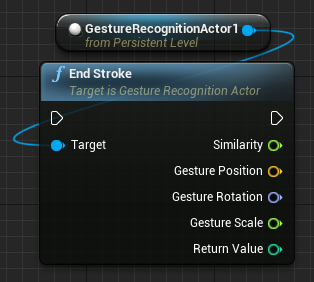 GestureRecognitionActor1
from Persistent Level
f End Stroke
Target is Gesture Recognition Actor
Target
Similarity
Gesture Position
Gesture Rotation
Gesture Scale
Return Value